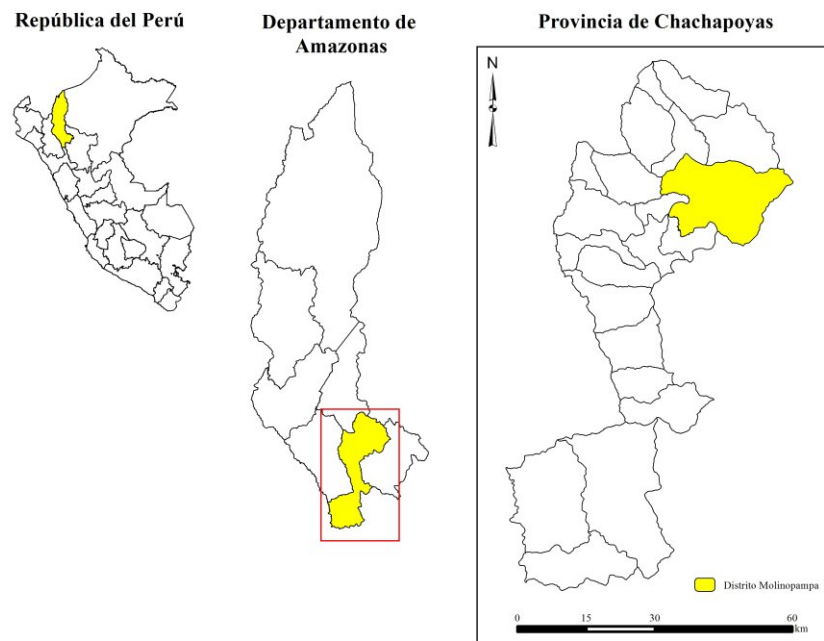 República del Perú
Departamento de
Amazonas
Provincia de Chachapoyas
N
Distrito Molinopampa
0 15 30 60
km